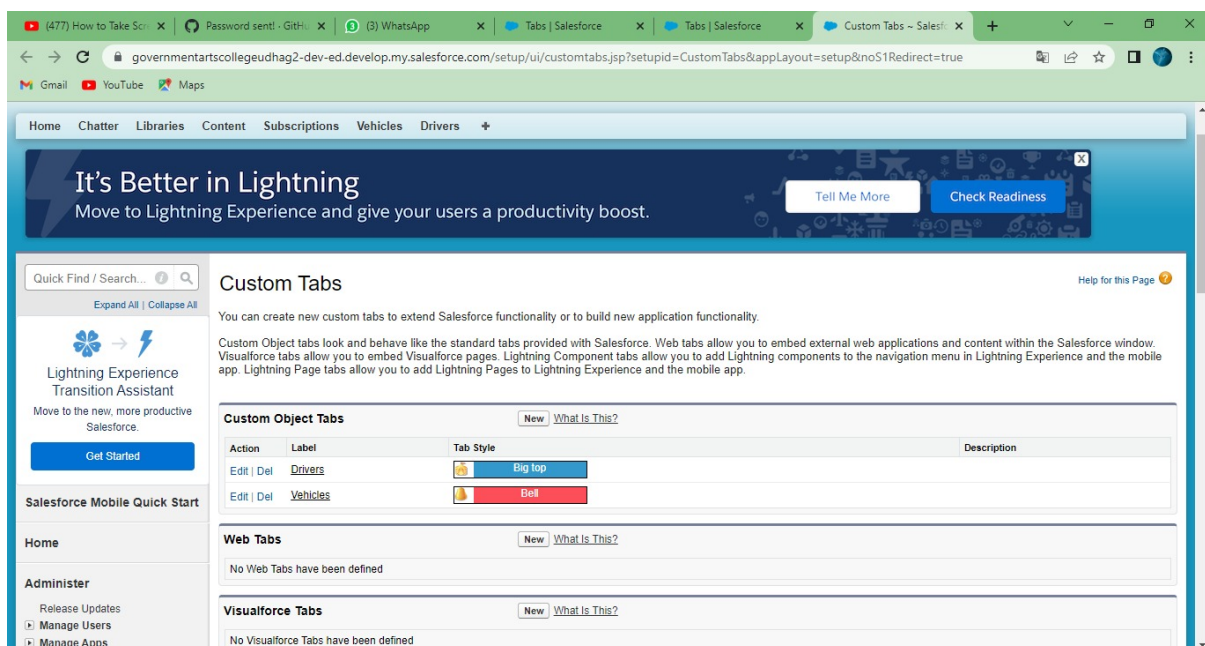 (477) How to Take Scre
Password sent! · GitHu
(3) WhatsApp
Tabs | Salesforce
Tabs | Salesforce
Custom Tabs ~ Salesfo
governmentartscollegeudhag2-dev-ed.develop.my.salesforce.com/setup/ui/customtabs.jsp?setupid=CustomTabs&appLayout=setup&noS1Redirect=true
Gmail YouTube Maps
Home Chatter Libraries Content Subscriptions Vehicles Drivers +
It's Better in Lightning
Move to Lightning Experience and give your users a productivity boost.
Tell Me More
Check Readiness
X
Quick Find / Search...
Expand All | Collapse All
Lightning Experience
Transition Assistant
Move to the new, more productive
Salesforce.
Get Started
Salesforce Mobile Quick Start
Home
Administer
Release Updates
Manage Users
Manage Apps
Custom Tabs
Help for this Page
You can create new custom tabs to extend Salesforce functionality or to build new application functionality.
Custom Object tabs look and behave like the standard tabs provided with Salesforce. Web tabs allow you to embed external web applications and content within the Salesforce window.
Visualforce tabs allow you to embed Visualforce pages. Lightning Component tabs allow you to add Lightning components to the navigation menu in Lightning Experience and the mobile
app. Lightning Page tabs allow you to add Lightning Pages to Lightning Experience and the mobile app.
Custom Object Tabs New What Is This?
Action Label Tab Style Description
Edit | Del Drivers Big top
Edit | Del Vehicles Bell
Web Tabs New What Is This?
No Web Tabs have been defined
Visualforce Tabs New What Is This?
No Visualforce Tabs have been defined